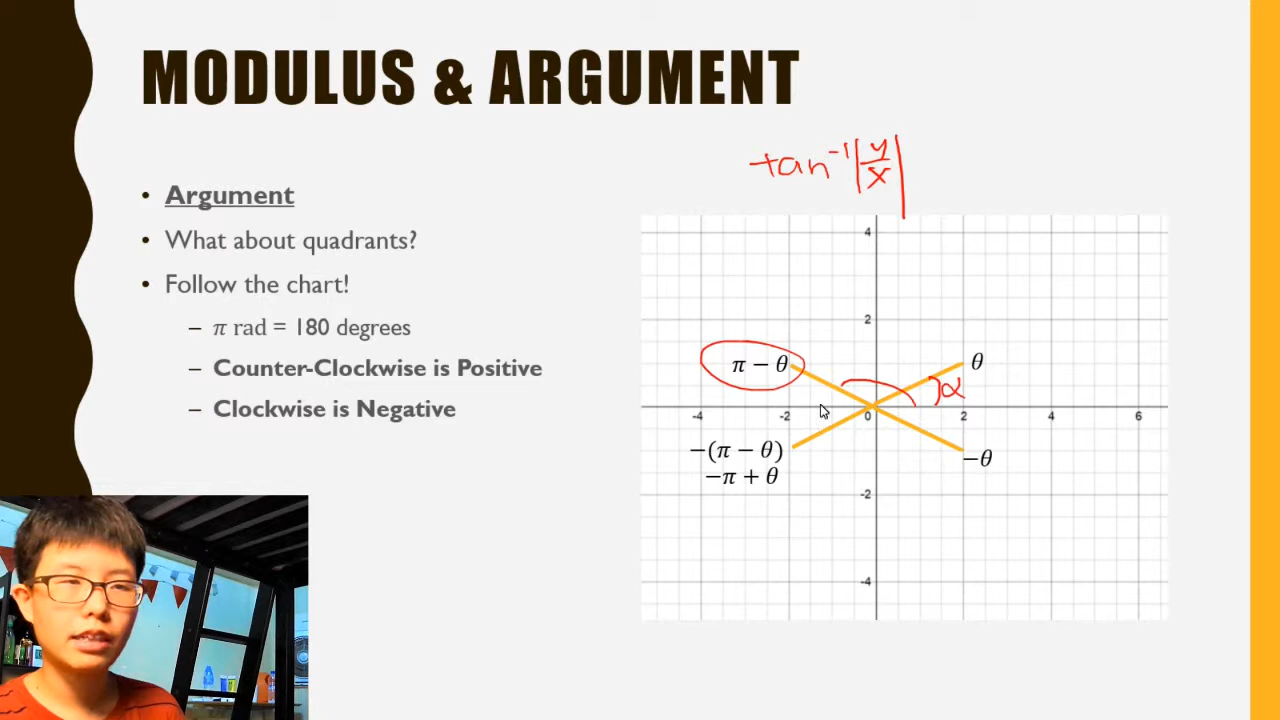 MODULUS & ARGUMENT
tan⁻¹|y/x|
• Argument
• What about quadrants?
• Follow the chart!
– π rad = 180 degrees
– Counter-Clockwise is Positive
– Clockwise is Negative
4
2
π − θ
θ
α
-4 -2 0 2 4 6
−(π − θ)
−π + θ
−θ
-2
-4